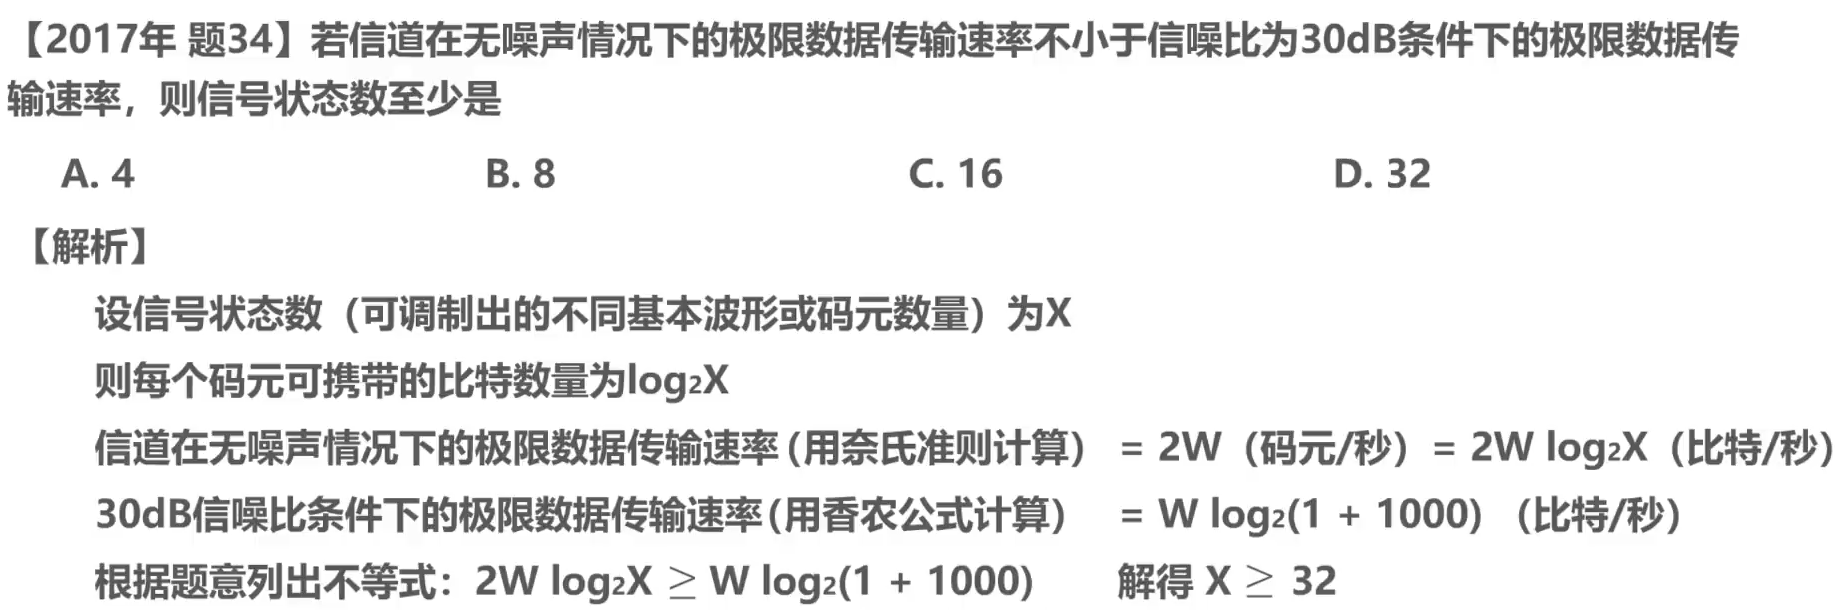 【2017年 题34】若信道在无噪声情况下的极限数据传输速率不小于信噪比为30dB条件下的极限数据传
输速率，则信号状态数至少是
A. 4 B. 8 C. 16 D. 32
【解析】
设信号状态数（可调制出的不同基本波形或码元数量）为X
则每个码元可携带的比特数量为log₂X
信道在无噪声情况下的极限数据传输速率（用奈氏准则计算） = 2W（码元/秒）= 2W log₂X（比特/秒）
30dB信噪比条件下的极限数据传输速率（用香农公式计算） = W log₂(1 + 1000) （比特/秒）
根据题意列出不等式：2W log₂X ≥ W log₂(1 + 1000) 解得 X ≥ 32